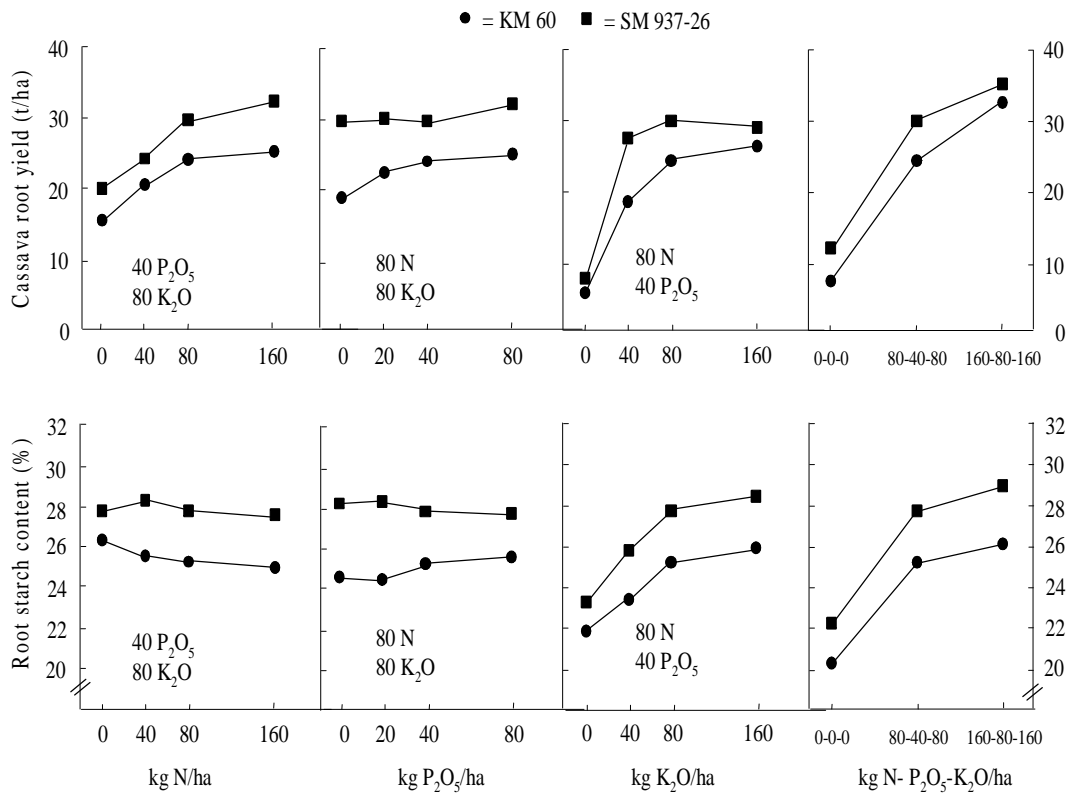 ● = KM 60 ■ = SM 937-26
Cassava root yield (t/ha)
40
30
20
10
0
40 P₂O₅
80 K₂O
0 40 80 160
80 N
80 K₂O
0 20 40 80
80 N
40 P₂O₅
0 40 80 160
40
30
20
10
0
0-0-0 80-40-80 160-80-160
Root starch content (%)
32
30
28
26
24
22
20
40 P₂O₅
80 K₂O
0 40 80 160
kg N/ha
80 N
80 K₂O
0 20 40 80
kg P₂O₅/ha
80 N
40 P₂O₅
0 40 80 160
kg K₂O/ha
32
30
28
26
24
22
20
0-0-0 80-40-80 160-80-160
kg N- P₂O₅-K₂O/ha